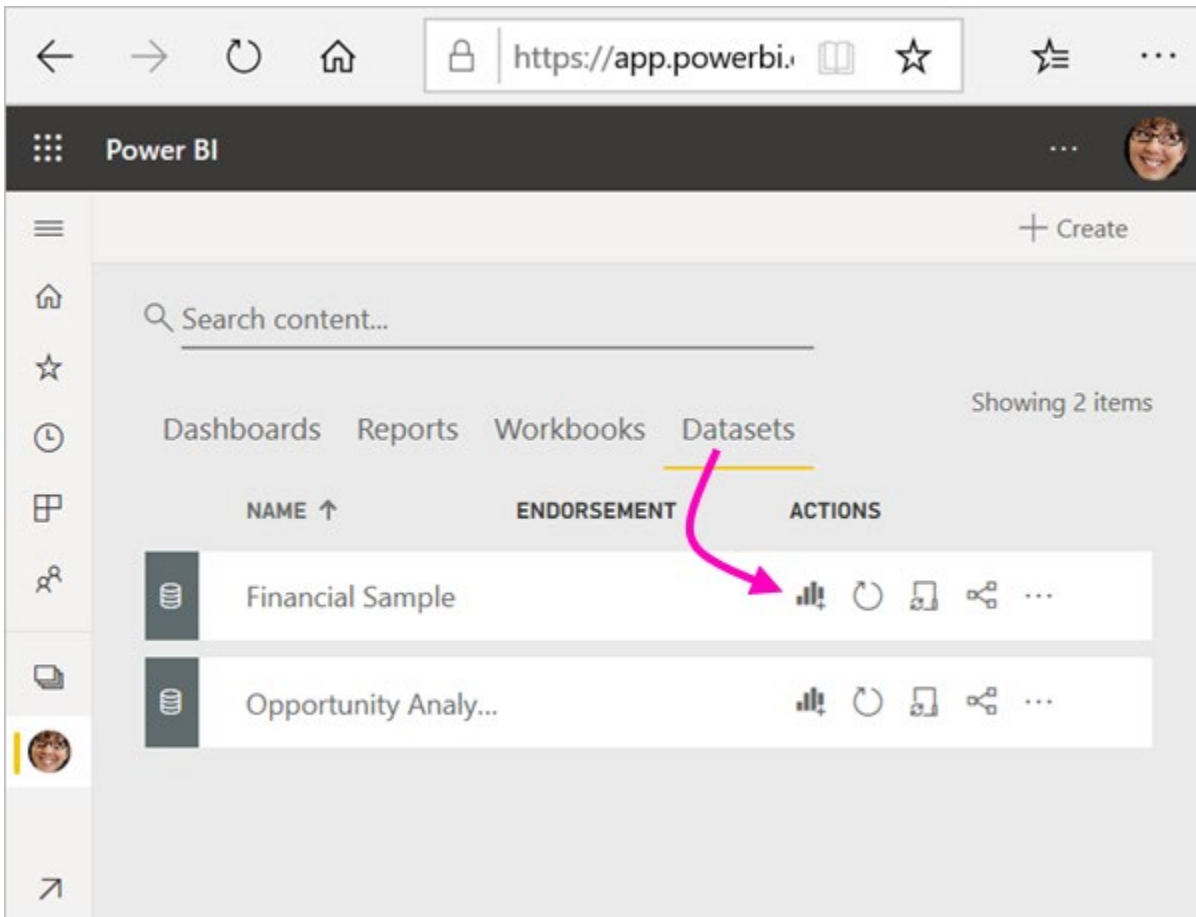 https://app.powerbi.
Power BI
Create
Search content...
Showing 2 items
Dashboards Reports Workbooks Datasets
NAME ENDORSEMENT ACTIONS
Financial Sample
Opportunity Analy...